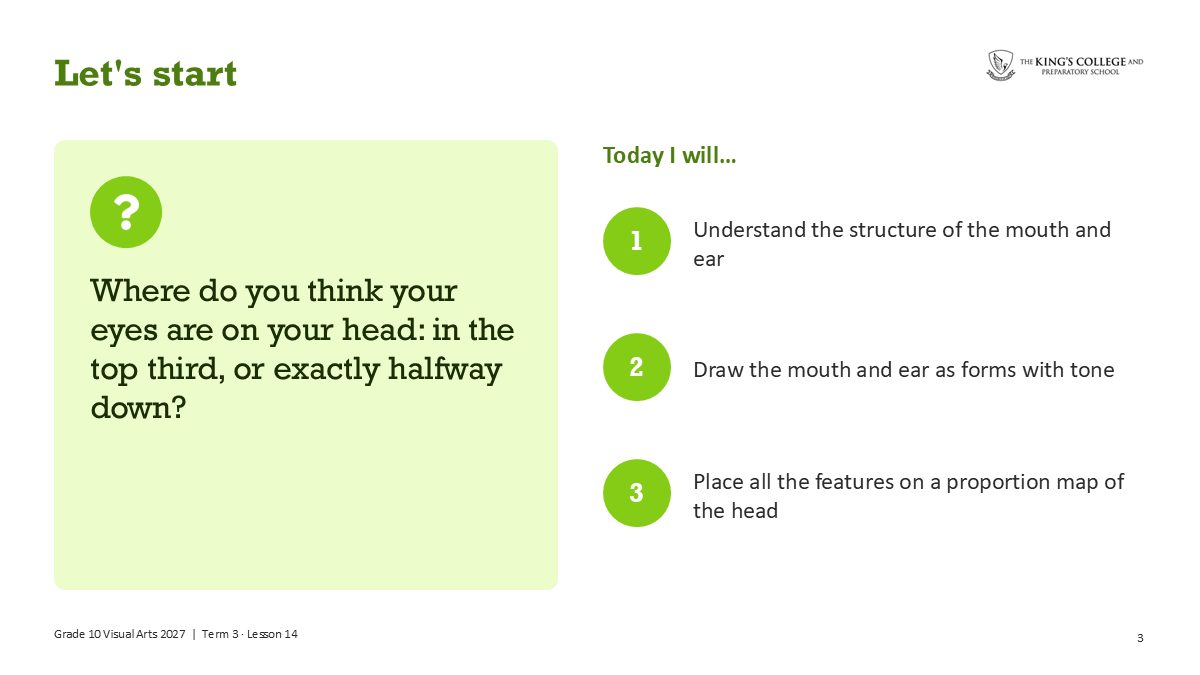 Let's start
THE KING'S COLLEGE AND
PREPARATORY SCHOOL
?
Where do you think your
eyes are on your head: in the
top third, or exactly halfway
down?
Today I will...
1
Understand the structure of the mouth and
ear
2
Draw the mouth and ear as forms with tone
3
Place all the features on a proportion map of
the head
Grade 10 Visual Arts 2027 | Term 3 · Lesson 14
3